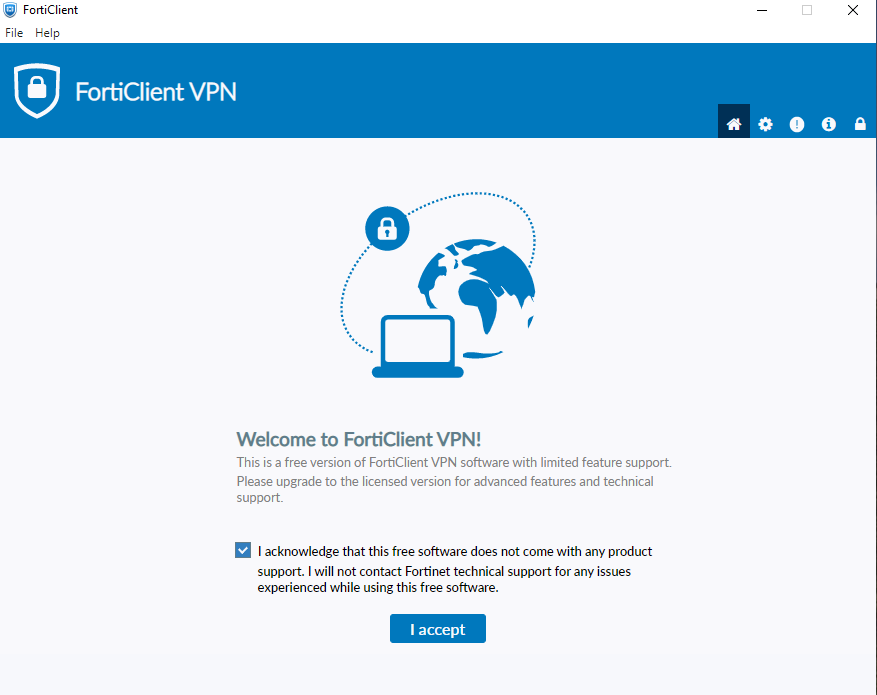 FortiClient
File Help
FortiClient VPN
Welcome to FortiClient VPN!
This is a free version of FortiClient VPN software with limited feature support.
Please upgrade to the licensed version for advanced features and technical
support.
I acknowledge that this free software does not come with any product
support. I will not contact Fortinet technical support for any issues
experienced while using this free software.
I accept